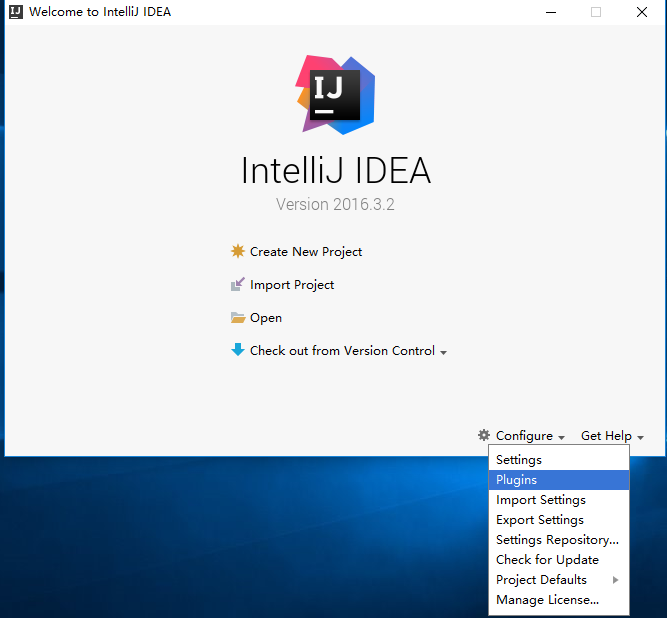 Welcome to IntelliJ IDEA
IJ
IntelliJ IDEA
Version 2016.3.2
Create New Project
Import Project
Open
Check out from Version Control
Configure
Get Help
Settings
Plugins
Import Settings
Export Settings
Settings Repository...
Check for Update
Project Defaults
Manage License...